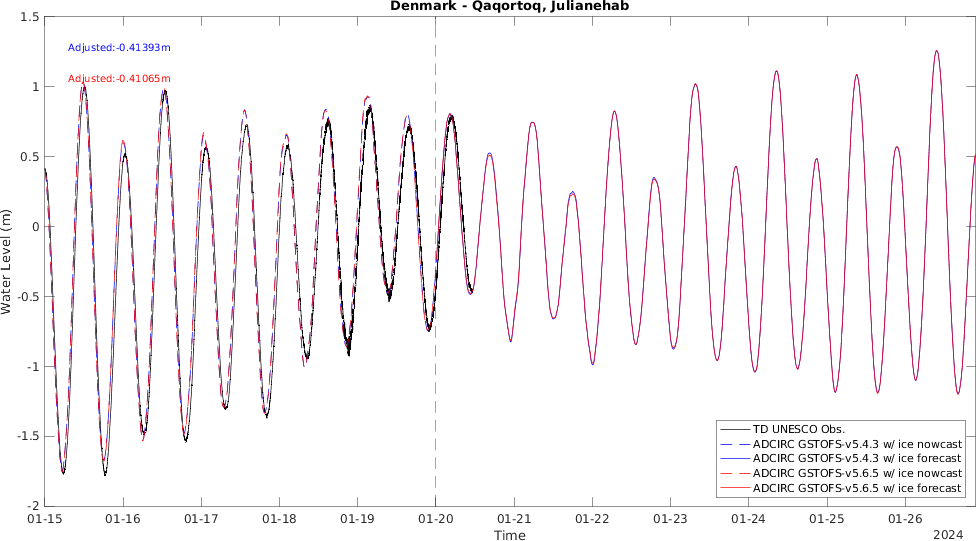 Denmark - Qaqortoq, Julianehab
Adjusted:-0.41393m
Adjusted:-0.41065m
Water Level (m)
1.5
1
0.5
0
-0.5
-1
-1.5
-2
TD UNESCO Obs.
ADCIRC GSTOFS-v5.4.3 w/ ice nowcast
ADCIRC GSTOFS-v5.4.3 w/ ice forecast
ADCIRC GSTOFS-v5.6.5 w/ ice nowcast
ADCIRC GSTOFS-v5.6.5 w/ ice forecast
01-15 01-16 01-17 01-18 01-19 01-20 01-21 01-22 01-23 01-24 01-25 01-26
Time
2024